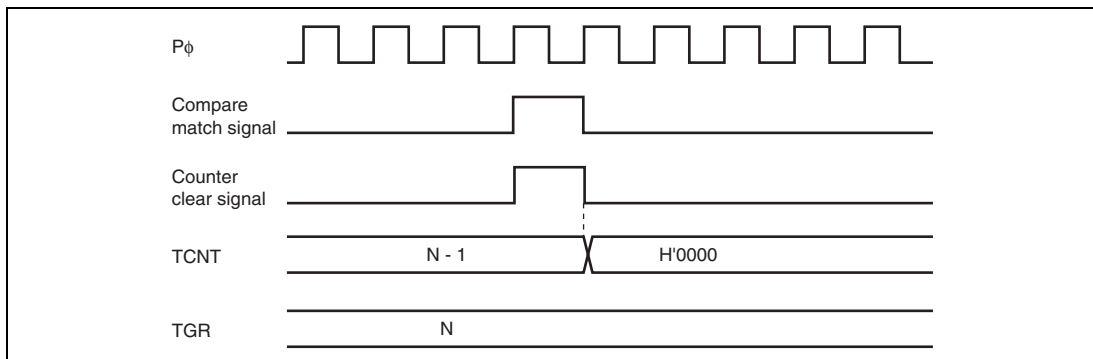 Pϕ
Compare
match signal
Counter
clear signal
TCNT
N - 1
H'0000
TGR
N